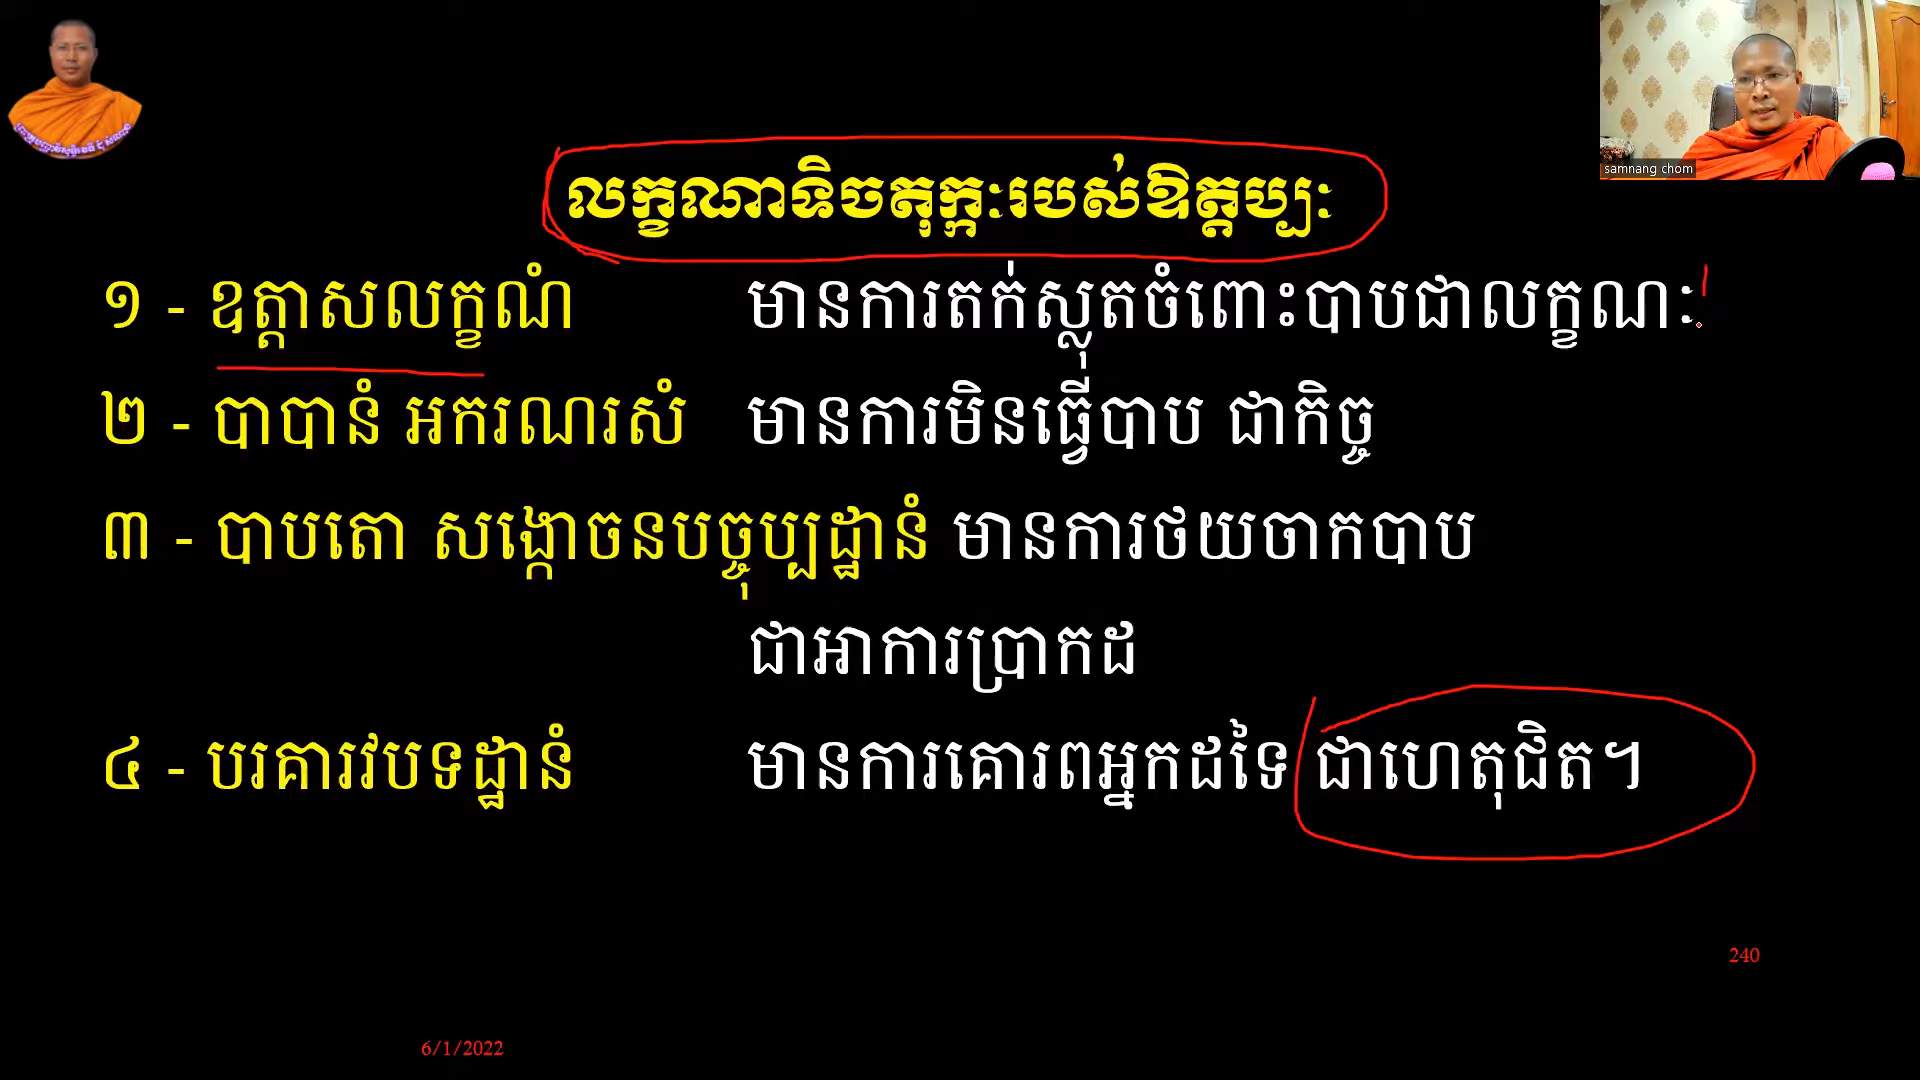 samnang chom
លក្ខណាទិចតុក្កៈរបស់ឱត្តប្បៈ
១ - ឧត្តាសលក្ខណំ មានការតក់ស្លុតចំពោះបាបជាលក្ខណៈ
២ - បាបានំ អករណរសំ មានការមិនធ្វើបាប ជាកិច្ច
៣ - បាបតោ សង្កោចនបច្ចុប្បដ្ឋានំ មានការថយចាកបាប
ជាអាការប្រាកដ
៤ - បរគារវបទដ្ឋានំ មានការគោរពអ្នកដទៃ ជាហេតុជិត។
240
6/1/2022